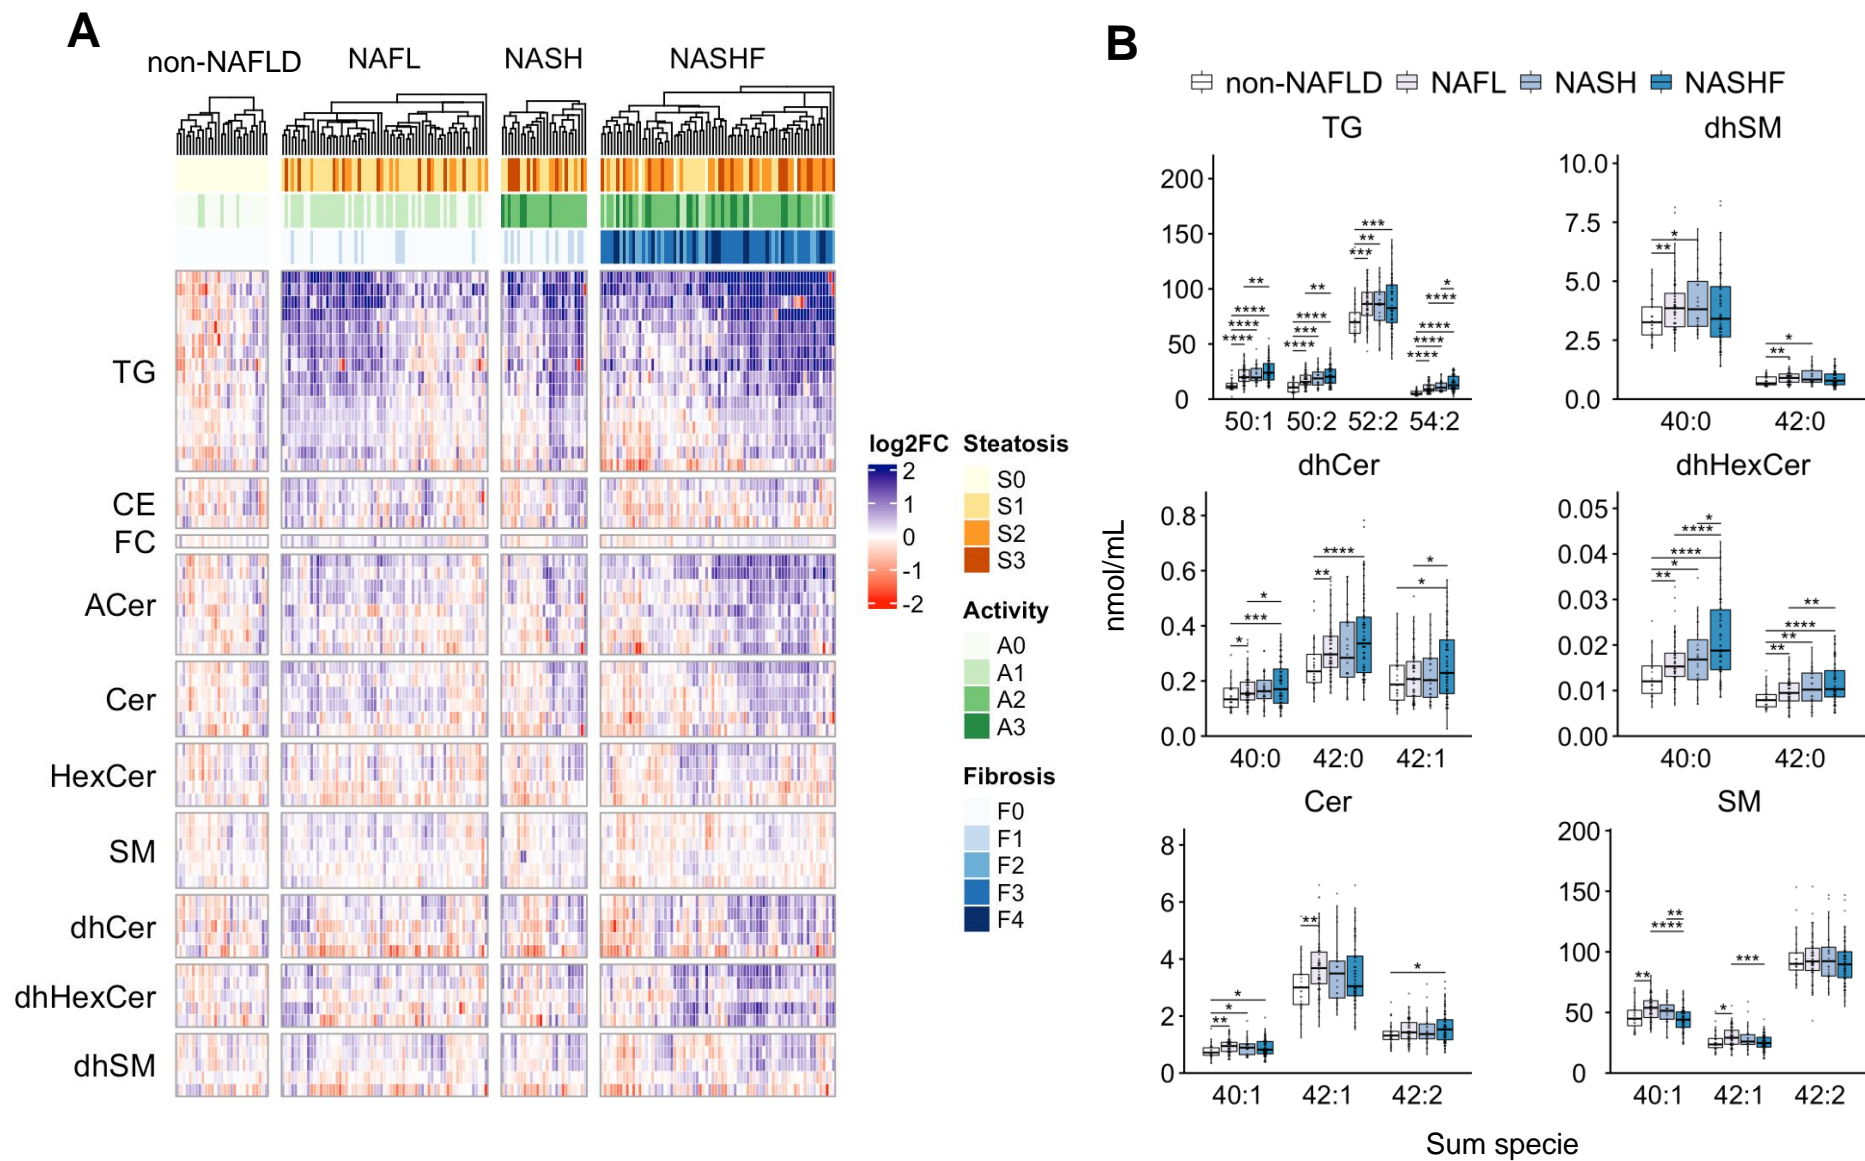 A
non-NAFLD
NAFL
NASH
NASHF
TG
CE
FC
ACer
Cer
HexCer
SM
dhCer
dhHexCer
dhSM
log2FC
2
1
0
-1
-2
Steatosis
S0
S1
S2
S3
Activity
A0
A1
A2
A3
Fibrosis
F0
F1
F2
F3
F4
B
non-NAFLD NAFL NASH NASHF
nmol/mL
TG
200
150
100
50
0
**
****
****
****
**
****
***
****
***
**
***
*
****
****
****
****
50:1 50:2 52:2 54:2
dhSM
10.0
7.5
5.0
2.5
0.0
*
**
*
**
40:0 42:0
dhCer
0.8
0.6
0.4
0.2
0.0
*
***
*
****
**
*
*
40:0 42:0 42:1
dhHexCer
0.05
0.04
0.03
0.02
0.01
0.00
*
****
****
*
**
**
****
**
**
40:0 42:0
Cer
8
6
4
2
0
*
*
**
**
*
40:1 42:1 42:2
SM
200
150
100
50
0
**
****
**
***
*
40:1 42:1 42:2
Sum specie